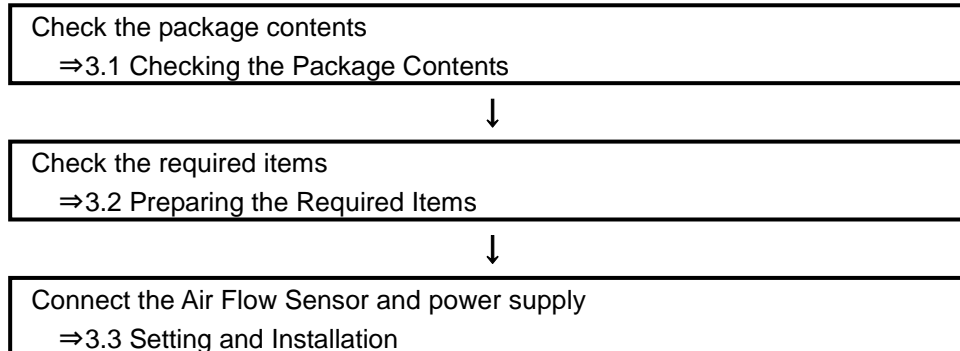 Check the package contents
⇒3.1 Checking the Package Contents
↓
Check the required items
⇒3.2 Preparing the Required Items
↓
Connect the Air Flow Sensor and power supply
⇒3.3 Setting and Installation